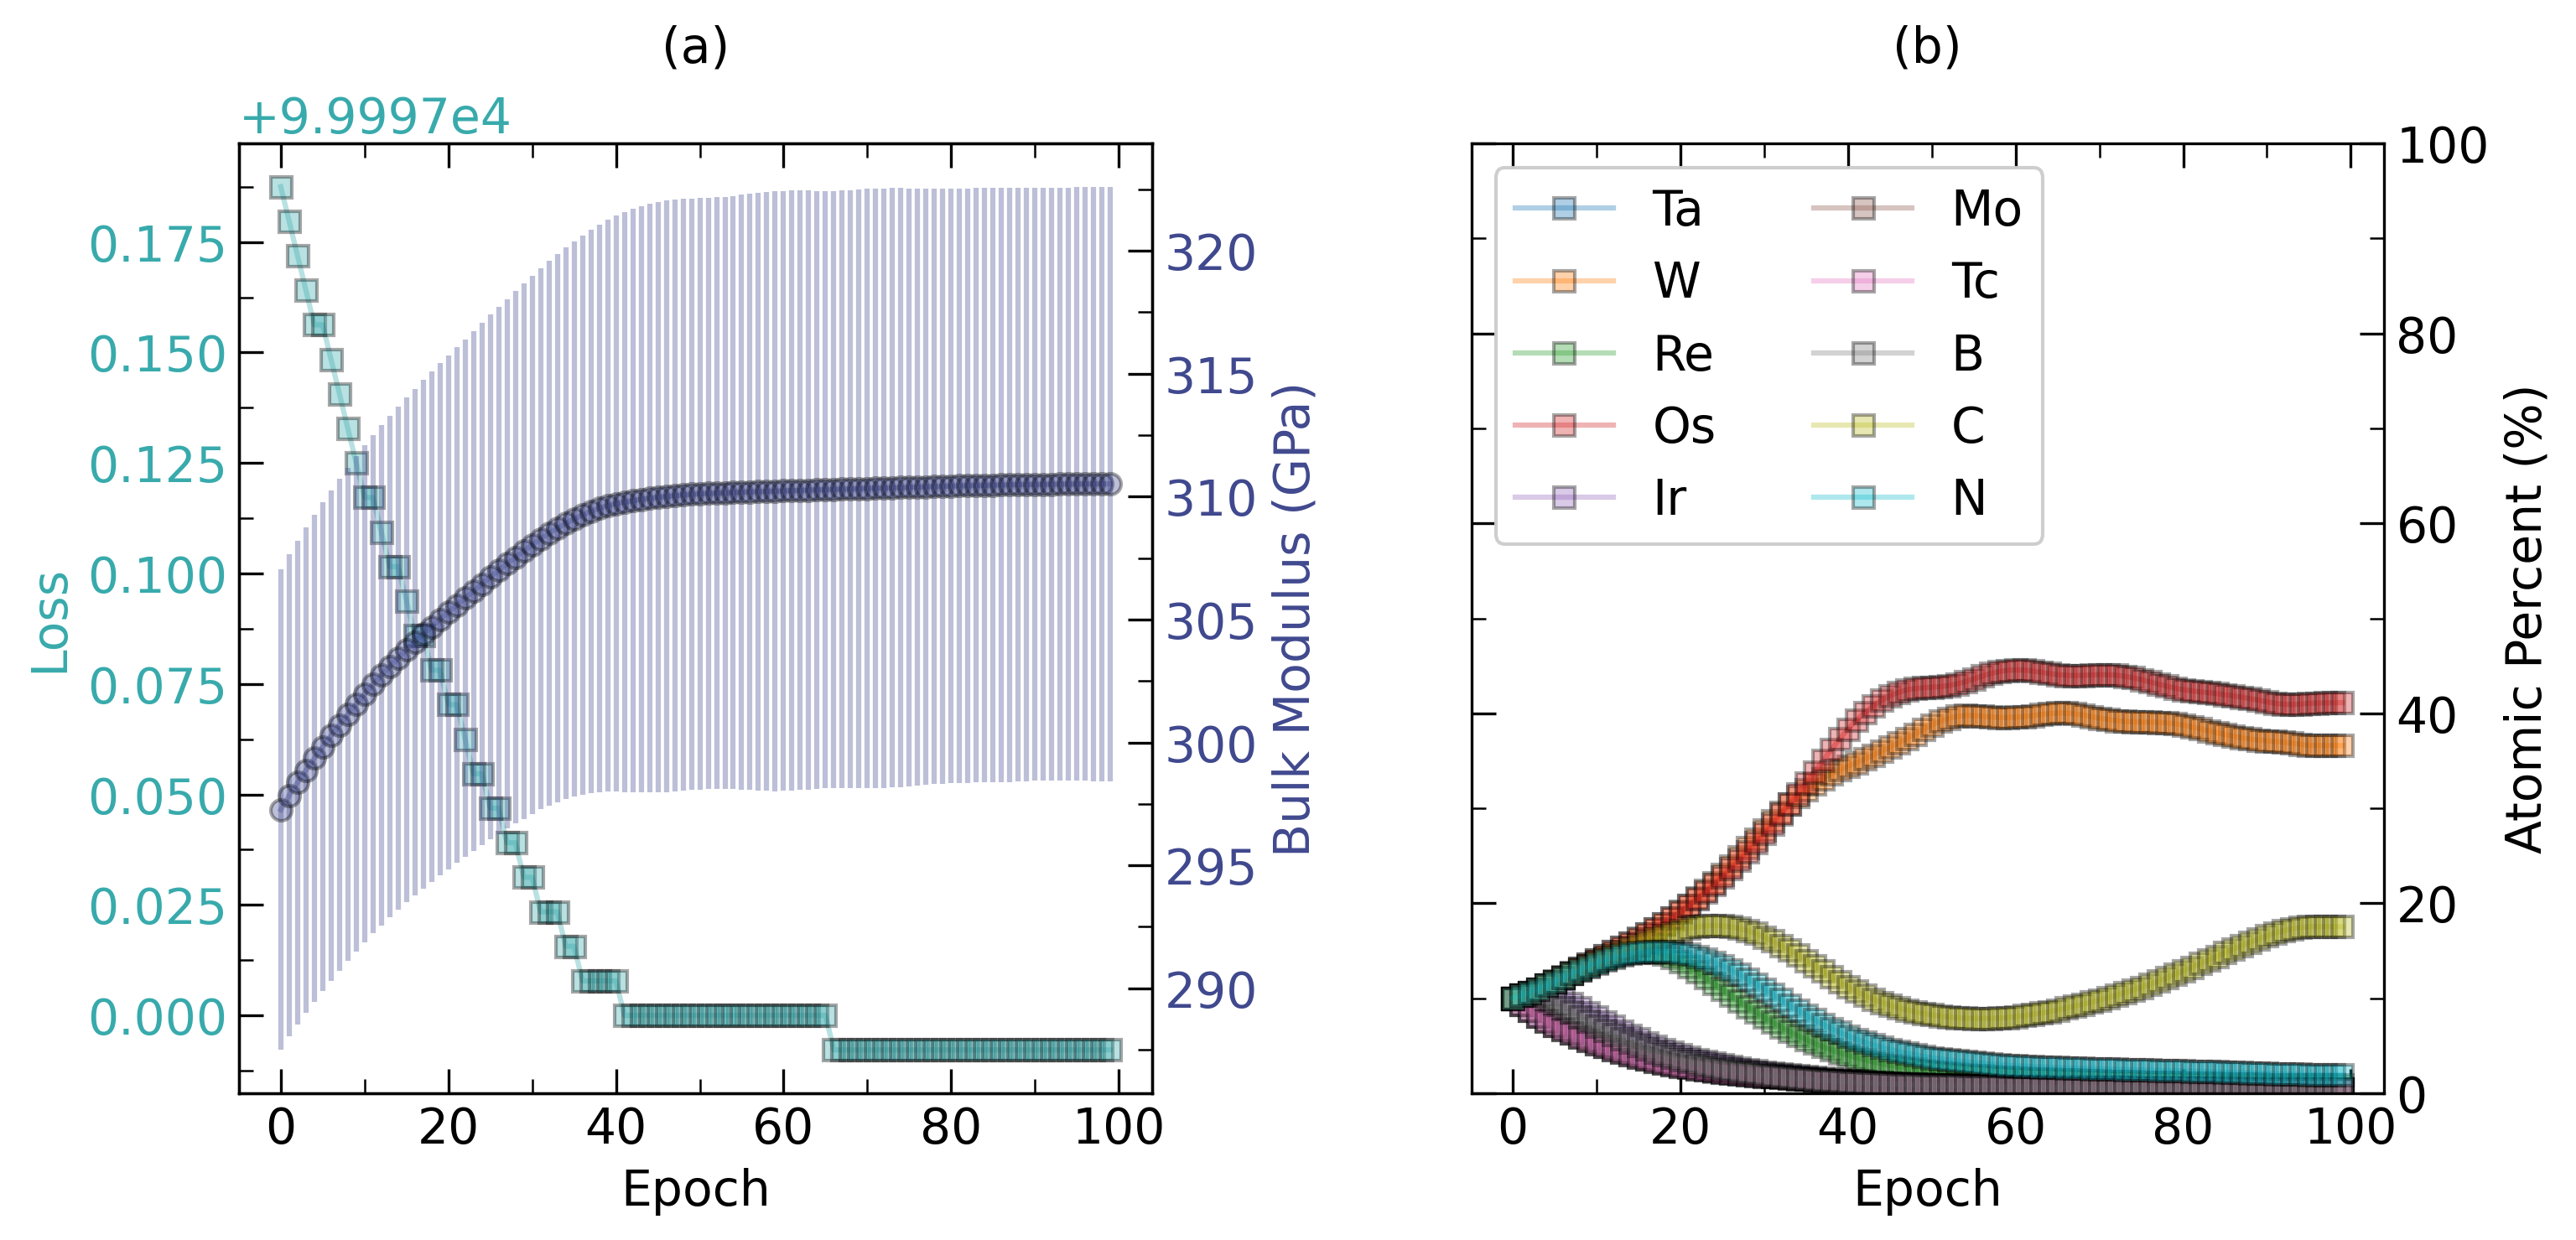 (a)
+9.9997e4
0.175
0.150
0.125
0.100
0.075
0.050
0.025
0.000
Loss
0 20 40 60 80 100
Epoch
320
315
310
305
300
295
290
Bulk Modulus (GPa)
(b)
Ta Mo
W Tc
Re B
Os C
Ir N
100
80
60
40
20
0
Atomic Percent (%)
0 20 40 60 80 100
Epoch